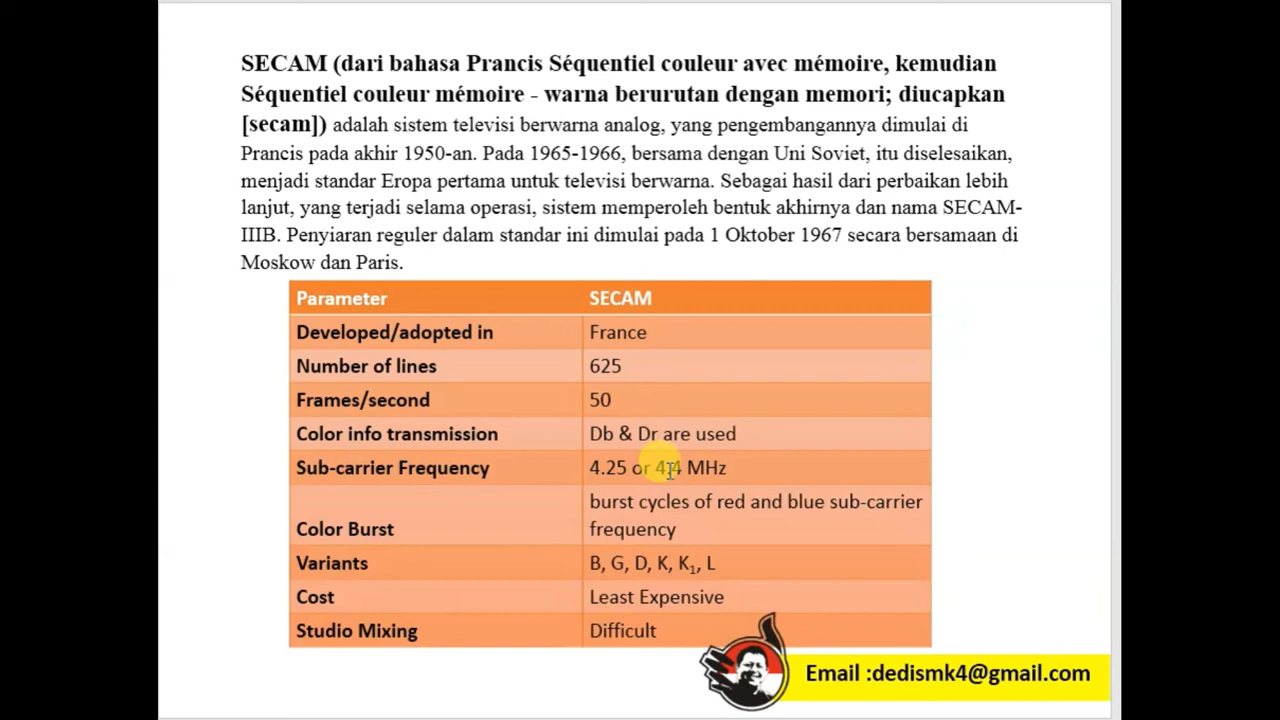 SECAM (dari bahasa Prancis Séquentiel couleur avec mémoire, kemudian
Séquentiel couleur mémoire - warna berurutan dengan memori; diucapkan
[secam]) adalah sistem televisi berwarna analog, yang pengembangannya dimulai di
Prancis pada akhir 1950-an. Pada 1965-1966, bersama dengan Uni Soviet, itu diselesaikan,
menjadi standar Eropa pertama untuk televisi berwarna. Sebagai hasil dari perbaikan lebih
lanjut, yang terjadi selama operasi, sistem memperoleh bentuk akhirnya dan nama SECAM-
IIIB. Penyiaran reguler dalam standar ini dimulai pada 1 Oktober 1967 secara bersamaan di
Moskow dan Paris.
Parameter SECAM
Developed/adopted in France
Number of lines 625
Frames/second 50
Color info transmission Db & Dr are used
Sub-carrier Frequency 4.25 or 4.4 MHz
burst cycles of red and blue sub-carrier
Color Burst frequency
Variants B, G, D, K, K₁, L
Cost Least Expensive
Studio Mixing Difficult
Email :dedismk4@gmail.com